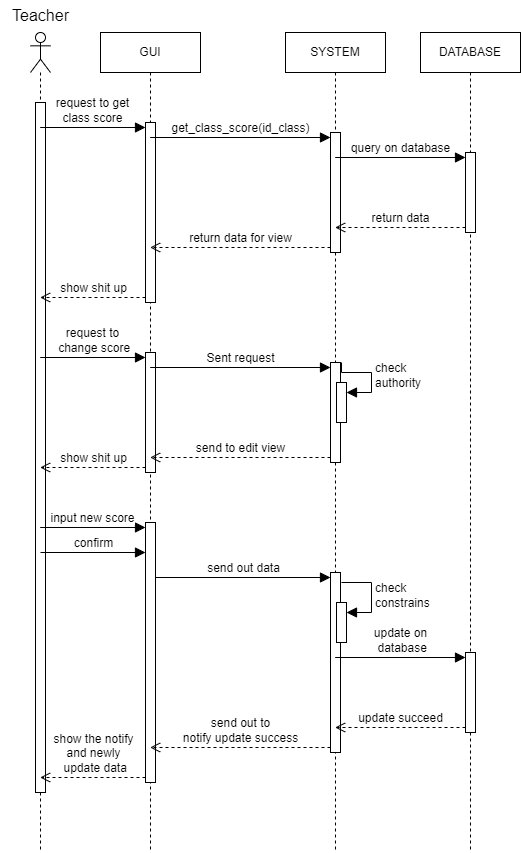 Teacher
GUI
SYSTEM
DATABASE
request to get
class score
get_class_score(id_class)
query on database
return data
return data for view
show shit up
request to
change score
Sent request
check
authority
send to edit view
show shit up
input new score
confirm
send out data
check
constrains
update on
database
update succeed
send out to
notify update success
show the notify
and newly
update data